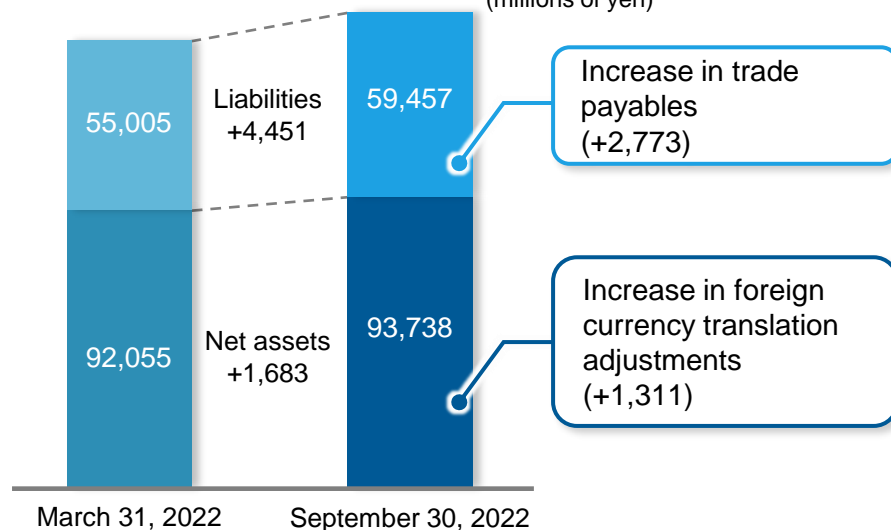 (millions of yen)
55,005
Liabilities
+4,451
59,457
Increase in trade
payables
(+2,773)
92,055
Net assets
+1,683
93,738
Increase in foreign
currency translation
adjustments
(+1,311)
March 31, 2022
September 30, 2022